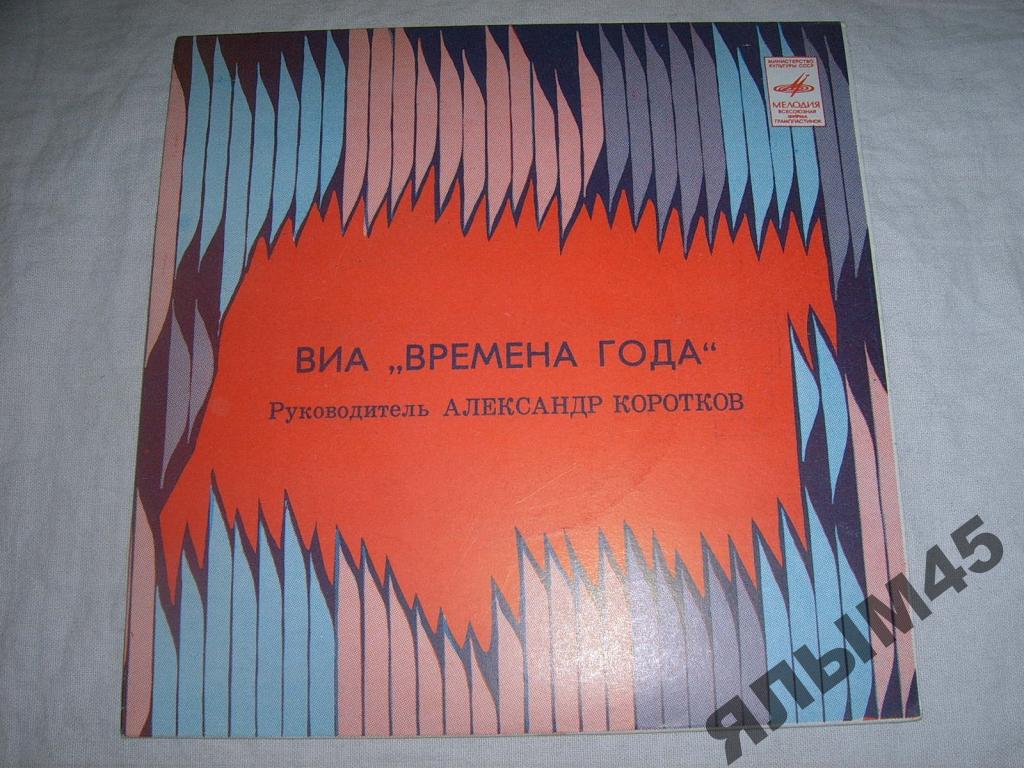 МИНИСТЕРСТВО
КУЛЬТУРЫ СССР
МЕЛОДИЯ
ВСЕСОЮЗНАЯ
ФИРМА
ГРАМПЛАСТИНОК
ВИА „ВРЕМЕНА ГОДА“
Руководитель АЛЕКСАНДР КОРОТКОВ
ЯЛЫМ45